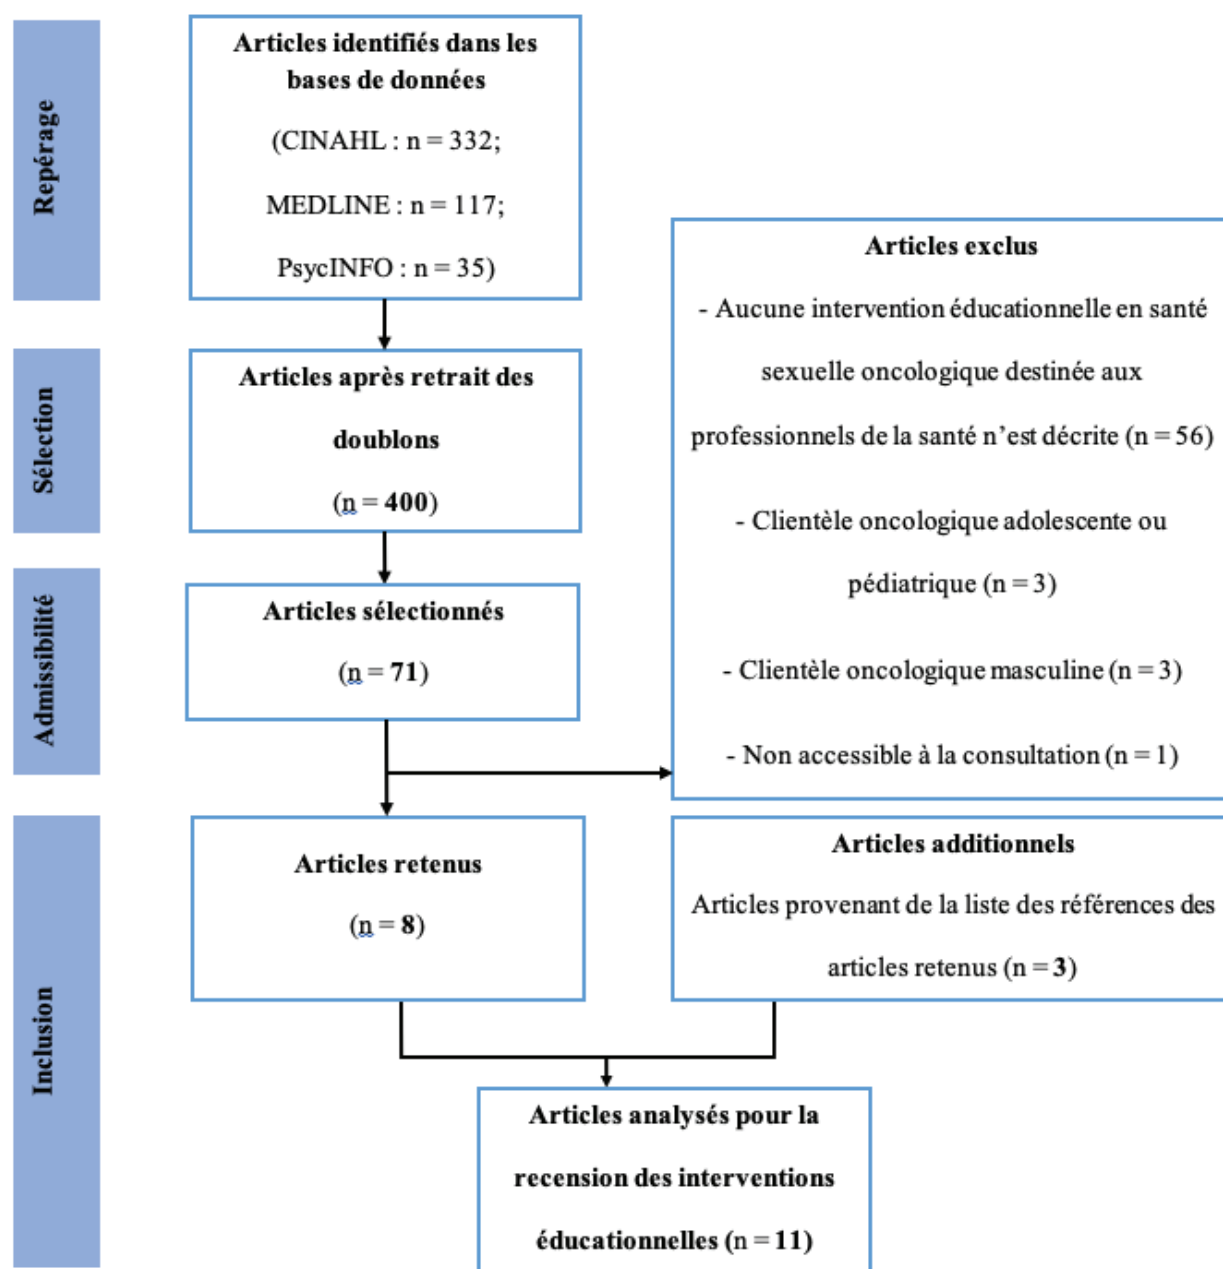 Repérage
Articles identifiés dans les
bases de données
(CINAHL : n = 332;
MEDLINE : n = 117;
PsycINFO : n = 35)
Sélection
Articles après retrait des
doublons
(n = 400)
Admissibilité
Articles sélectionnés
(n = 71)
Articles exclus
- Aucune intervention éducationnelle en santé
sexuelle oncologique destinée aux
professionnels de la santé n’est décrite (n = 56)
- Clientèle oncologique adolescente ou
pédiatrique (n = 3)
- Clientèle oncologique masculine (n = 3)
- Non accessible à la consultation (n = 1)
Inclusion
Articles retenus
(n = 8)
Articles additionnels
Articles provenant de la liste des références des
articles retenus (n = 3)
Articles analysés pour la
recension des interventions
éducationnelles (n = 11)